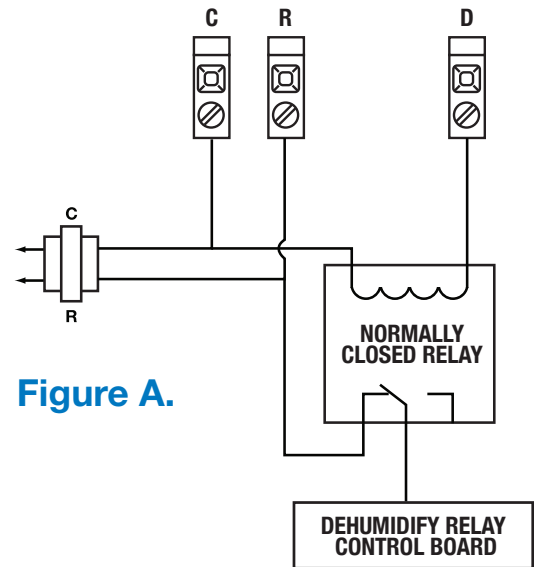 C R D
C
R
NORMALLY
CLOSED RELAY
Figure A.
DEHUMIDIFY RELAY
CONTROL BOARD